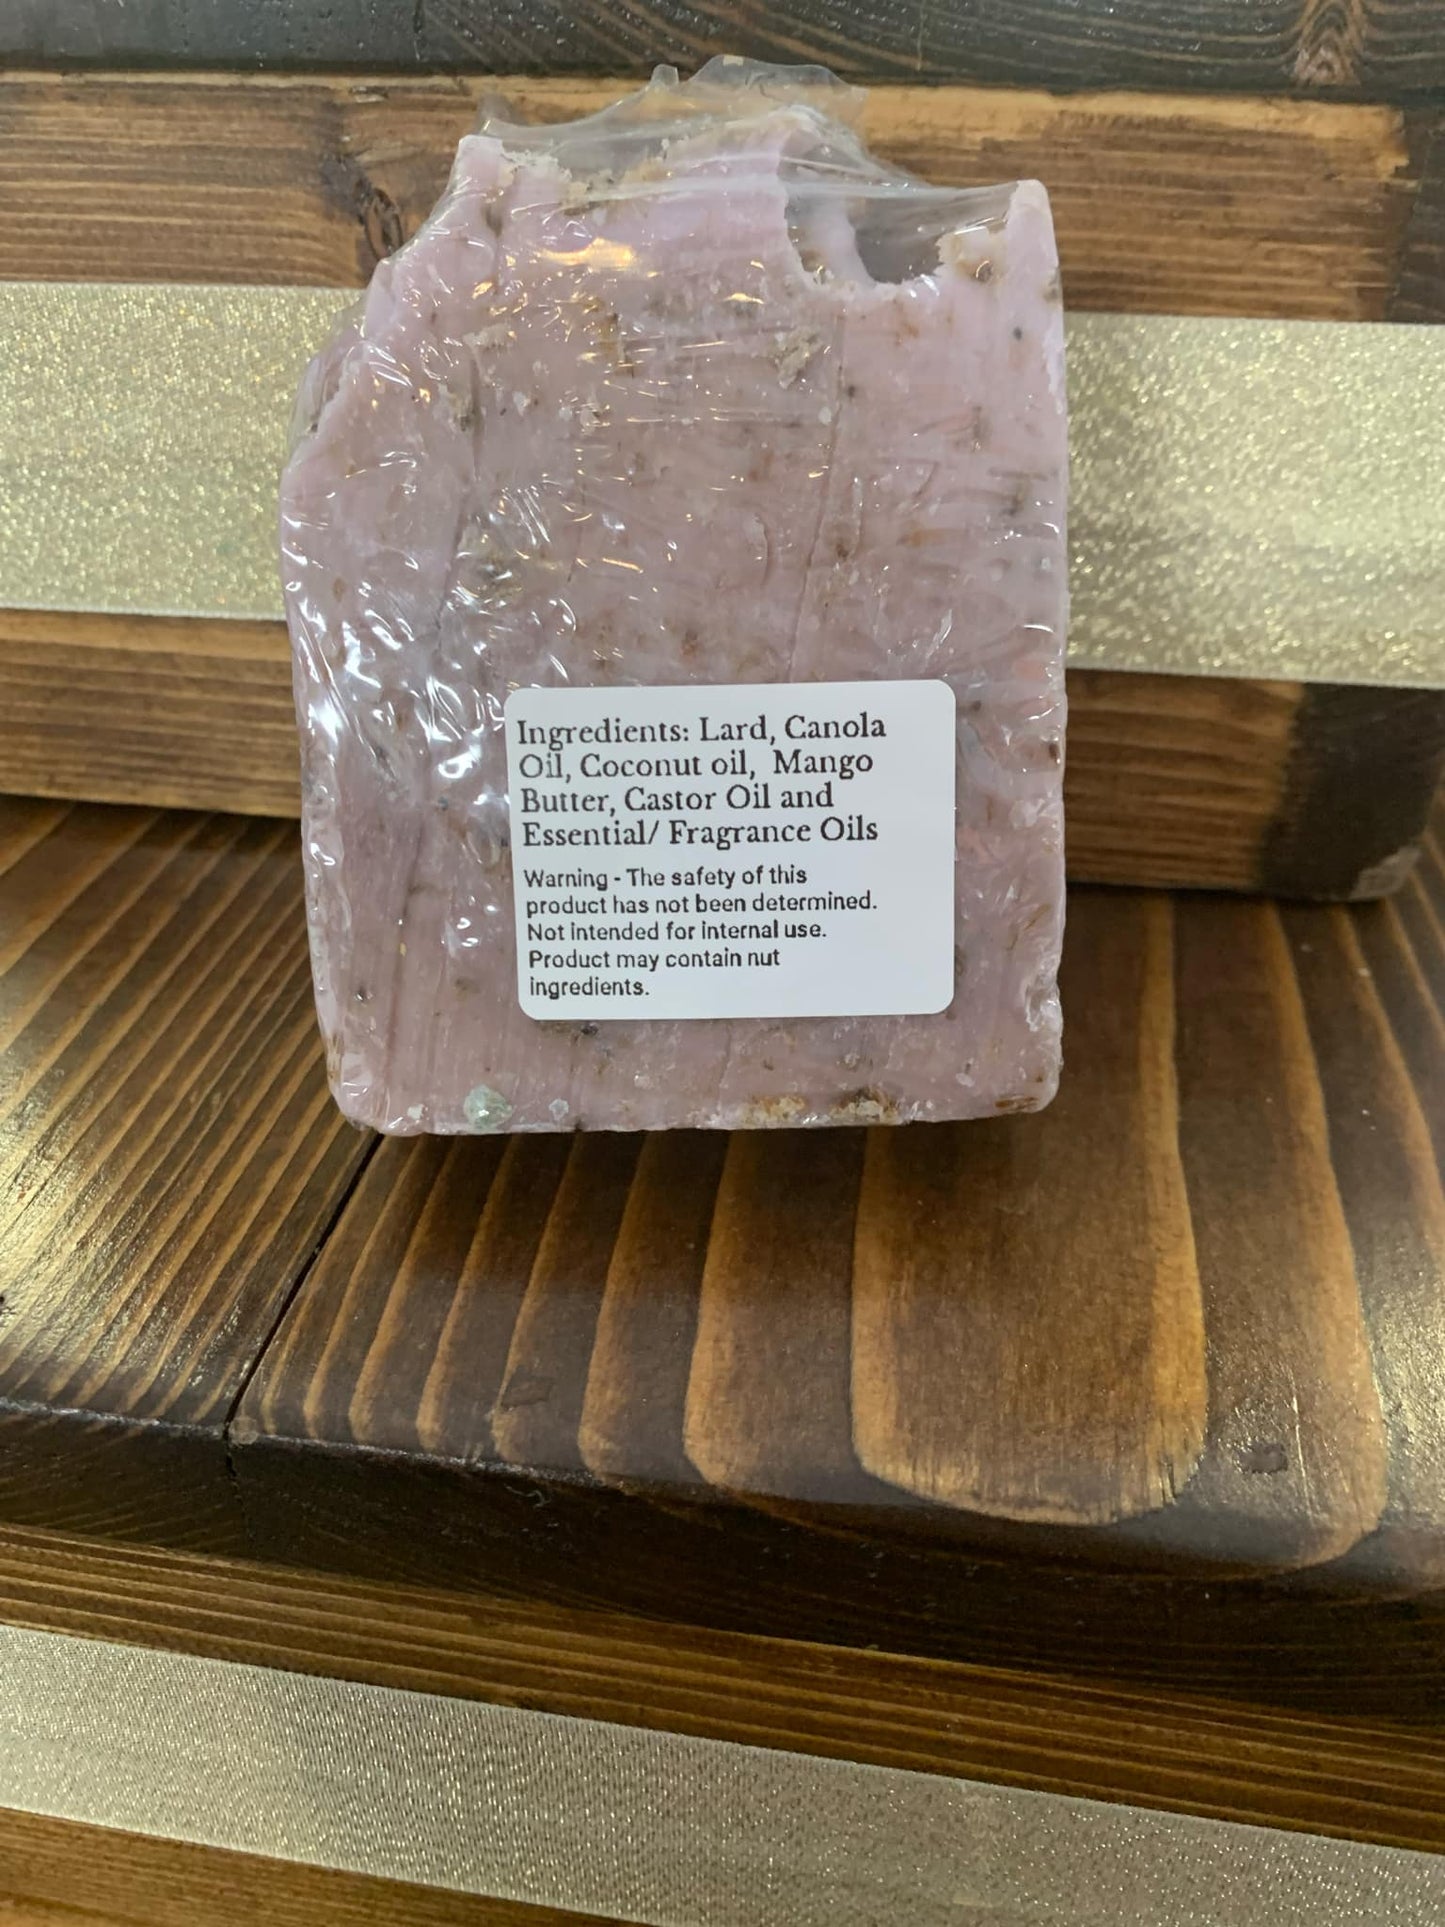 Ingredients: Lard, Canola
Oil, Coconut oil, Mango
Butter, Castor Oil and
Essential/ Fragrance Oils
Warning - The safety of this
product has not been determined.
Not intended for internal use.
Product may contain nut
ingredients.